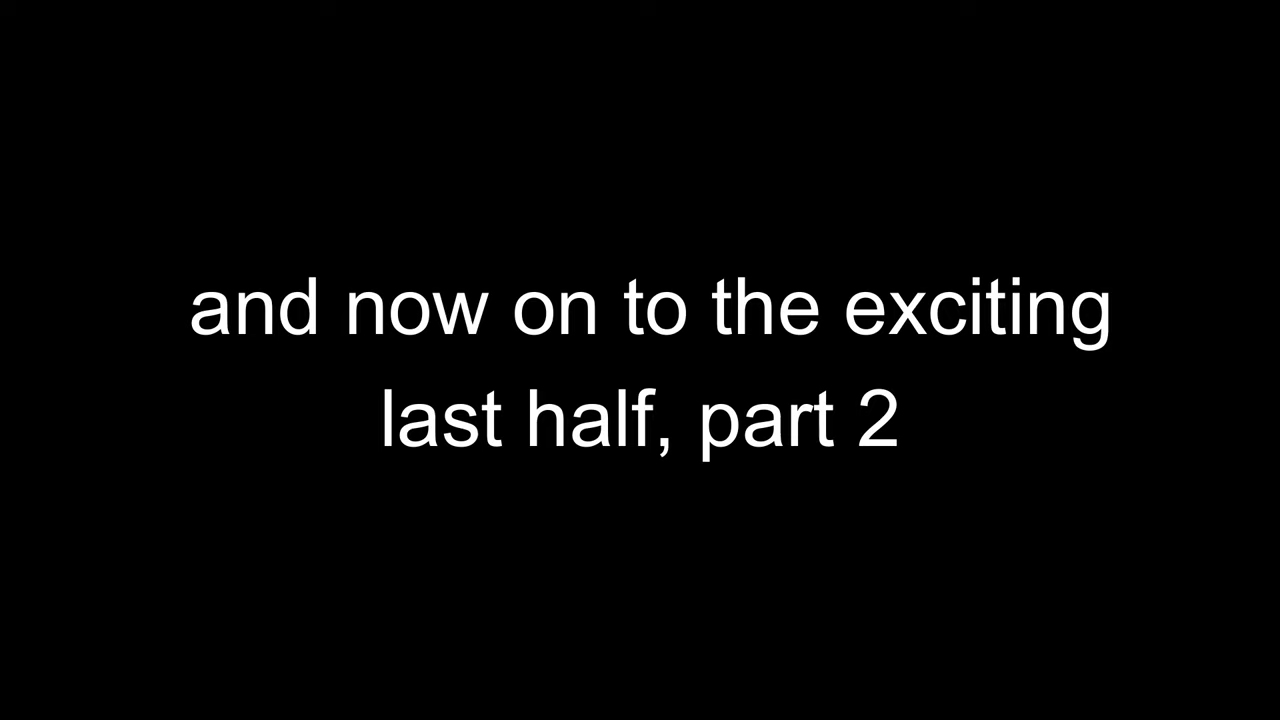 and now on to the exciting
last half, part 2